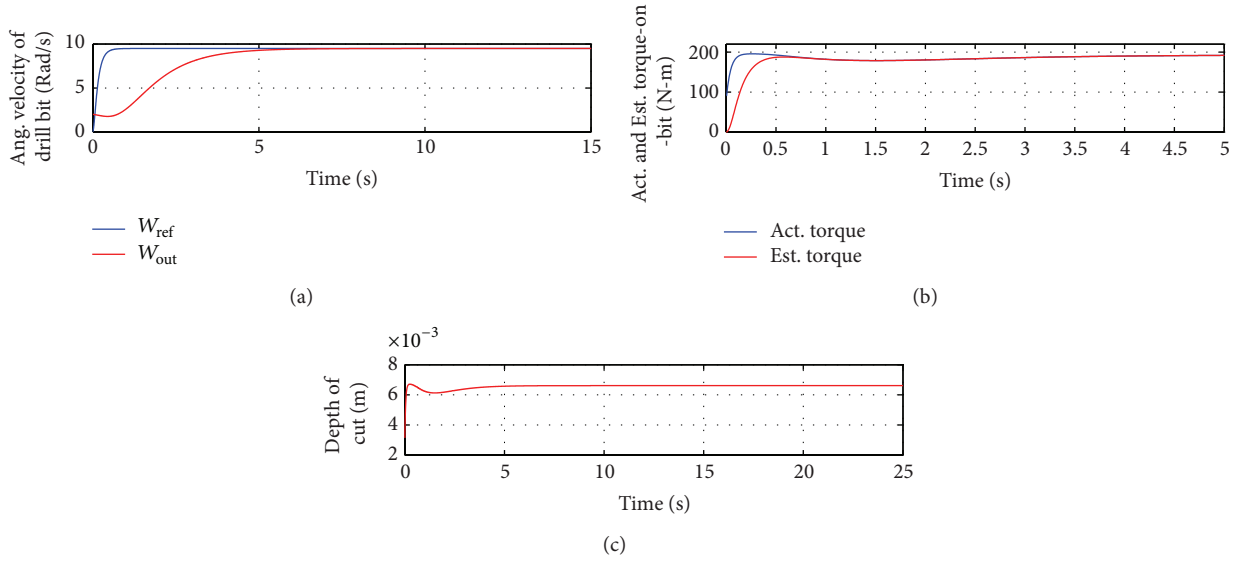 Ang. velocity of
drill bit (Rad/s)
10
5
0
0 5 10 15
Time (s)
W_ref
W_out
(a)
Act. and Est. torque-on
-bit (N-m)
200
100
0
0 0.5 1 1.5 2 2.5 3 3.5 4 4.5 5
Time (s)
Act. torque
Est. torque
(b)
×10⁻³
Depth of
cut (m)
8
6
4
2
0 5 10 15 20 25
Time (s)
(c)